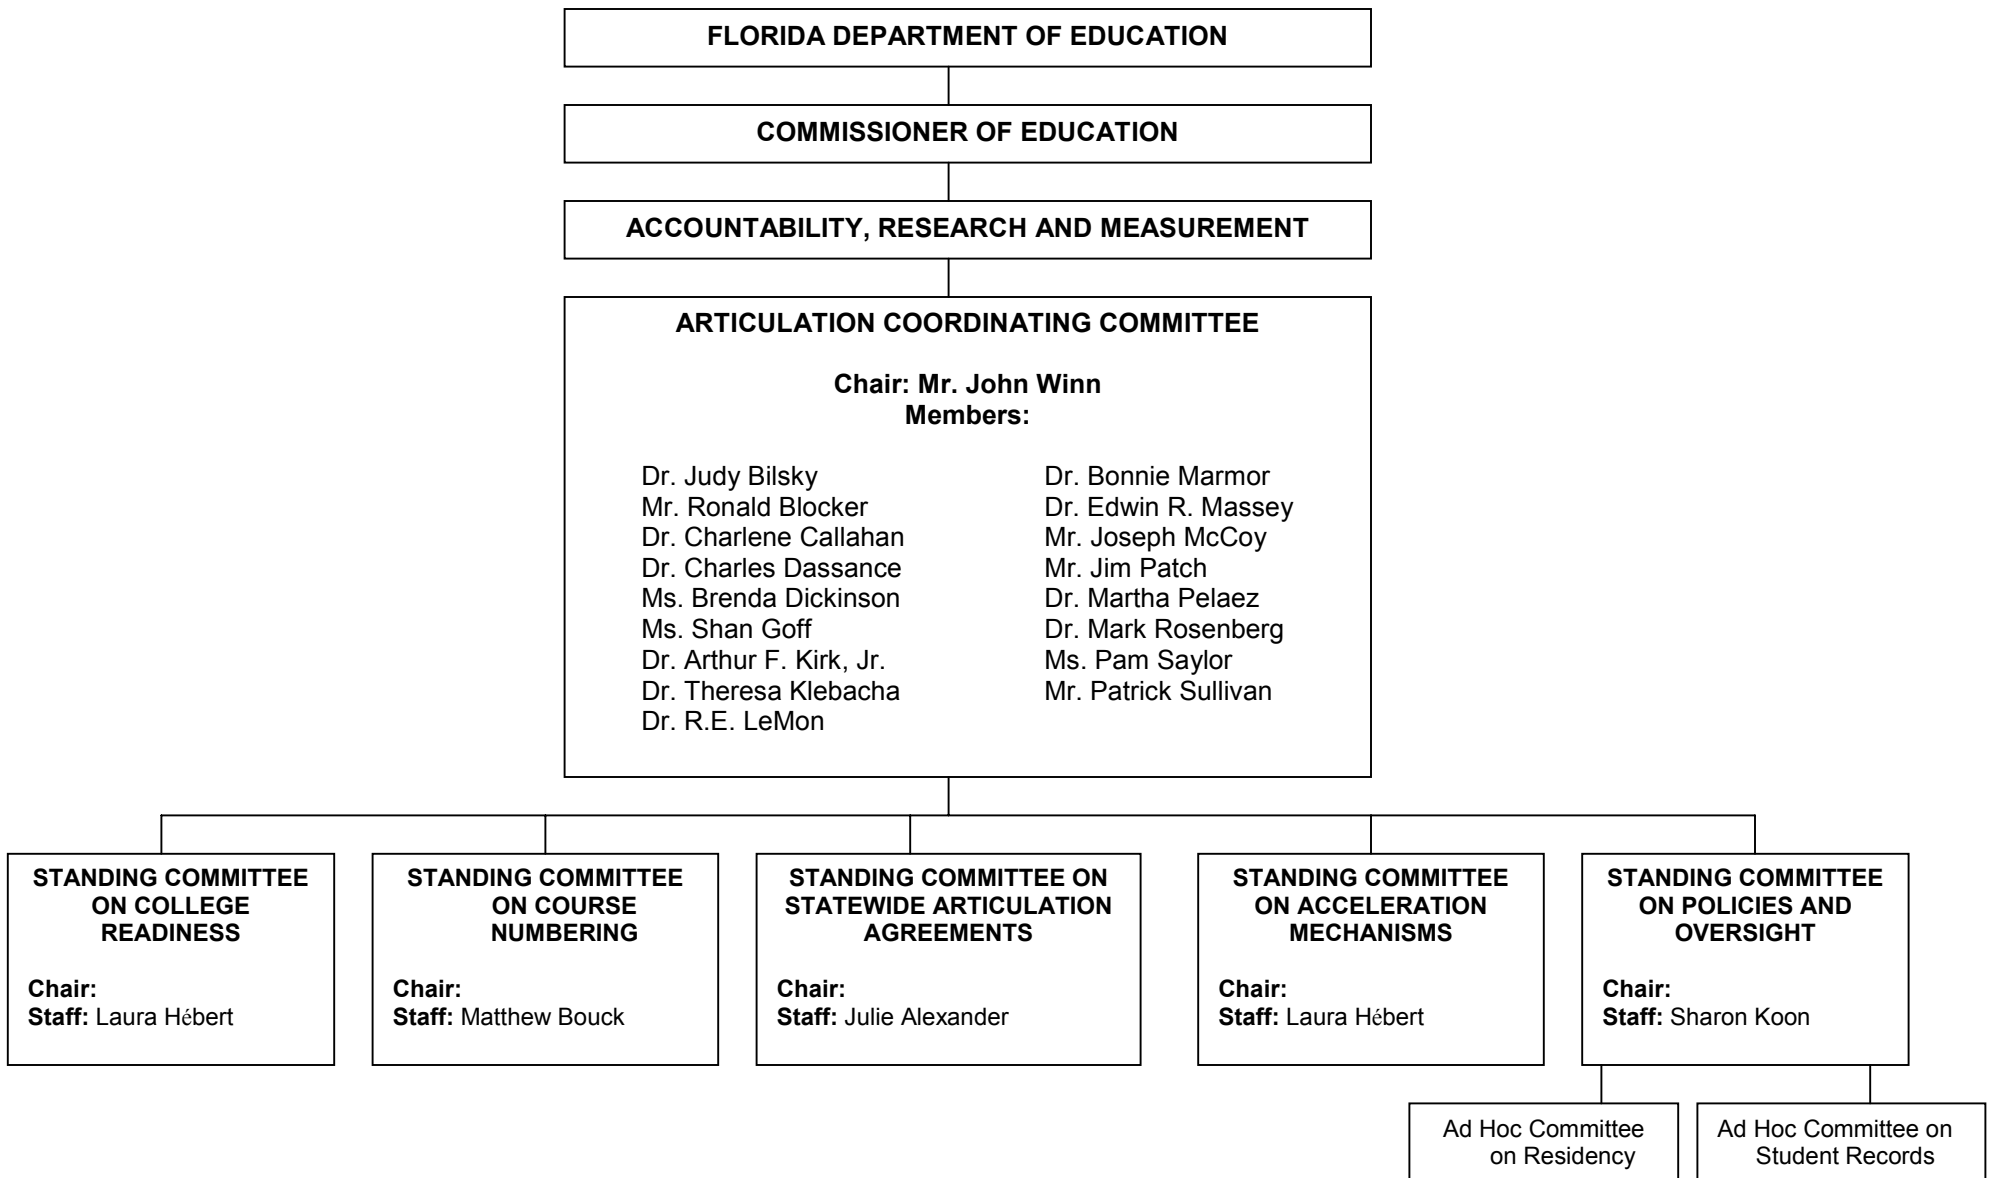 FLORIDA DEPARTMENT OF EDUCATION
COMMISSIONER OF EDUCATION
ACCOUNTABILITY, RESEARCH AND MEASUREMENT
ARTICULATION COORDINATING COMMITTEE
Chair: Mr. John Winn
Members:
Dr. Judy Bilsky
Mr. Ronald Blocker
Dr. Charlene Callahan
Dr. Charles Dassance
Ms. Brenda Dickinson
Ms. Shan Goff
Dr. Arthur F. Kirk, Jr.
Dr. Theresa Klebacha
Dr. R.E. LeMon
Dr. Bonnie Marmor
Dr. Edwin R. Massey
Mr. Joseph McCoy
Mr. Jim Patch
Dr. Martha Pelaez
Dr. Mark Rosenberg
Ms. Pam Saylor
Mr. Patrick Sullivan
STANDING COMMITTEE
ON COLLEGE
READINESS
Chair:
Staff: Laura Hébert
STANDING COMMITTEE
ON COURSE
NUMBERING
Chair:
Staff: Matthew Bouck
STANDING COMMITTEE ON
STATEWIDE ARTICULATION
AGREEMENTS
Chair:
Staff: Julie Alexander
STANDING COMMITTEE
ON ACCELERATION
MECHANISMS
Chair:
Staff: Laura Hébert
STANDING COMMITTEE
ON POLICIES AND
OVERSIGHT
Chair:
Staff: Sharon Koon
Ad Hoc Committee
on Residency
Ad Hoc Committee on
Student Records